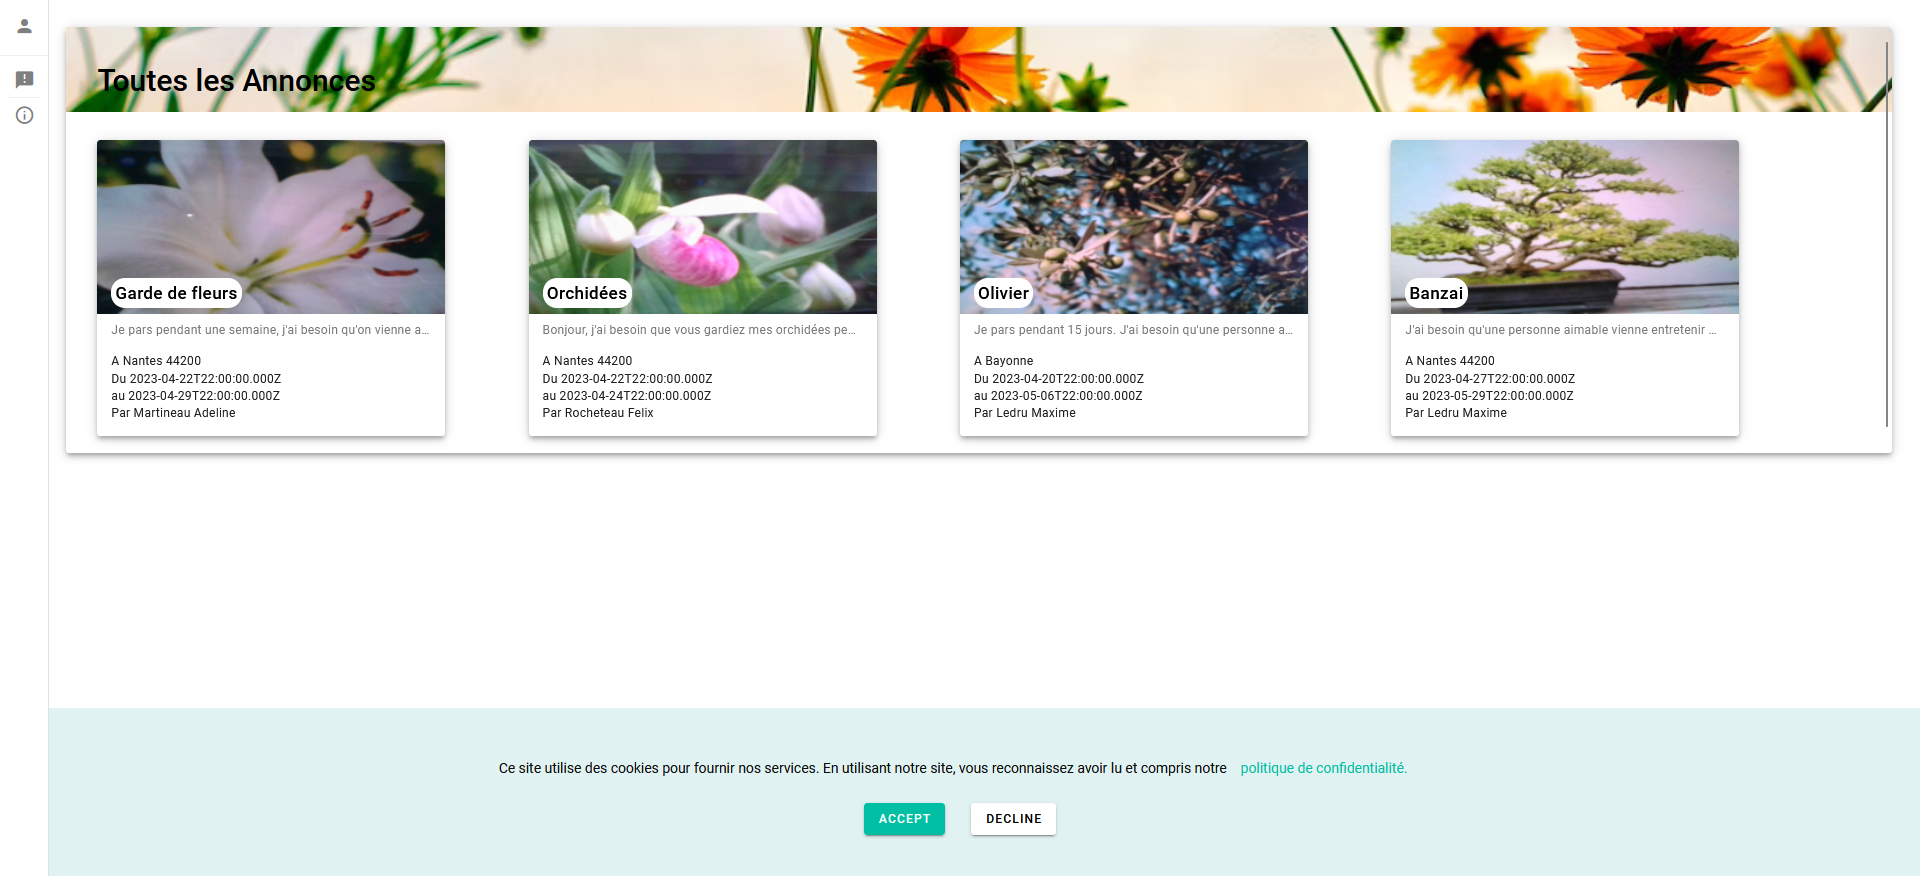 Toutes les Annonces
Garde de fleurs
Je pars pendant une semaine, j'ai besoin qu'on vienne a...
A Nantes 44200
Du 2023-04-22T22:00:00.000Z
au 2023-04-29T22:00:00.000Z
Par Martineau Adeline
Orchidées
Bonjour, j'ai besoin que vous gardiez mes orchidées pe...
A Nantes 44200
Du 2023-04-22T22:00:00.000Z
au 2023-04-24T22:00:00.000Z
Par Rocheteau Felix
Olivier
Je pars pendant 15 jours. J'ai besoin qu'une personne a...
A Bayonne
Du 2023-04-20T22:00:00.000Z
au 2023-05-06T22:00:00.000Z
Par Ledru Maxime
Banzai
J'ai besoin qu'une personne aimable vienne entretenir ...
A Nantes 44200
Du 2023-04-27T22:00:00.000Z
au 2023-05-29T22:00:00.000Z
Par Ledru Maxime
Ce site utilise des cookies pour fournir nos services. En utilisant notre site, vous reconnaissez avoir lu et compris notre politique de confidentialité.
ACCEPT DECLINE